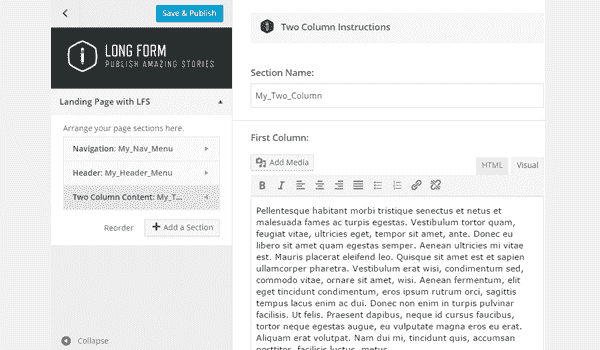 Save & Publish
LONG FORM
PUBLISH AMAZING STORIES
Landing Page with LFS
Arrange your page sections here.
Navigation: My_Nav_Menu
Header: My_Header_Menu
Two Column Content: My_T...
Reorder
Add a Section
Collapse
Two Column Instructions
Section Name:
My_Two_Column
First Column:
Add Media
HTML
Visual
B I
Pellentesque habitant morbi tristique senectus et netus et
malesuada fames ac turpis egestas. Vestibulum tortor quam,
feugiat vitae, ultricies eget, tempor sit amet, ante. Donec eu
libero sit amet quam egestas semper. Aenean ultricies mi vitae
est. Mauris placerat eleifend leo. Quisque sit amet est et sapien
ullamcorper pharetra. Vestibulum erat wisi, condimentum sed,
commodo vitae, ornare sit amet, wisi. Aenean fermentum, elit
eget tincidunt condimentum, eros ipsum rutrum orci, sagittis
tempus lacus enim ac dui. Donec non enim in turpis pulvinar
facilisis. Ut felis. Praesent dapibus, neque id cursus faucibus,
tortor neque egestas augue, eu vulputate magna eros eu erat.
Aliquam erat volutpat. Nam dui mi, tincidunt quis, accumsan
porttitor, facilisis luctus, metus